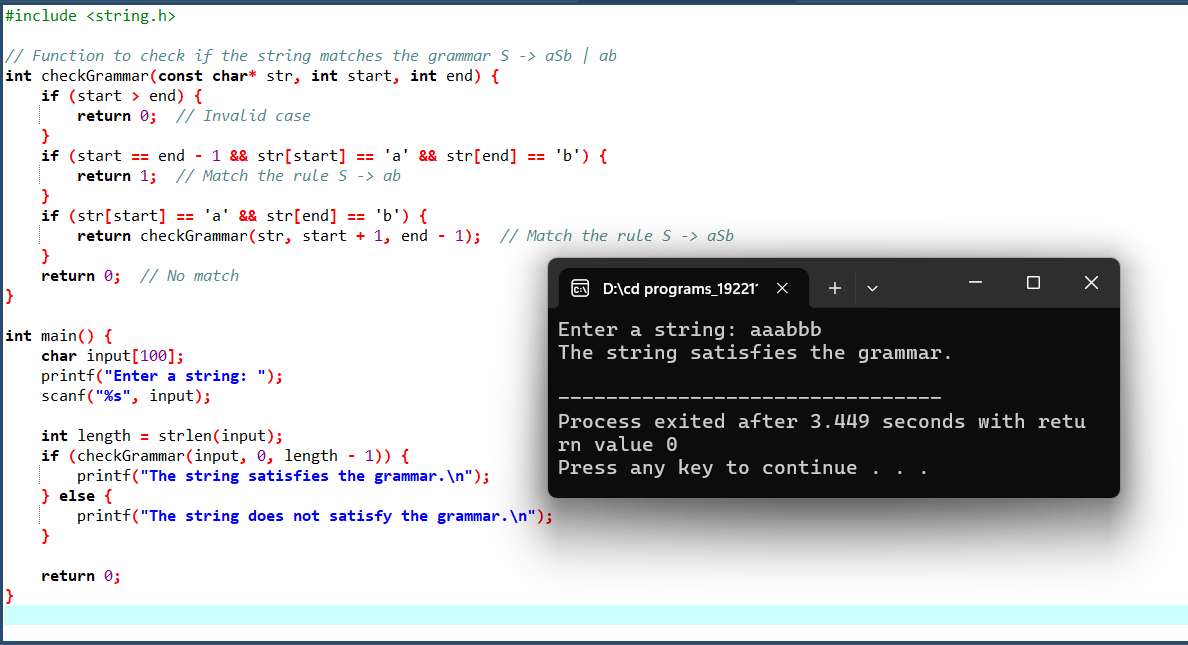 #include <string.h>

// Function to check if the string matches the grammar S -> aSb | ab
int checkGrammar(const char* str, int start, int end) {
    if (start > end) {
        return 0;  // Invalid case
    }
    if (start == end - 1 && str[start] == 'a' && str[end] == 'b') {
        return 1;  // Match the rule S -> ab
    }
    if (str[start] == 'a' && str[end] == 'b') {
        return checkGrammar(str, start + 1, end - 1);  // Match the rule S -> aSb
    }
    return 0;  // No match
}

int main() {
    char input[100];
    printf("Enter a string: ");
    scanf("%s", input);

    int length = strlen(input);
    if (checkGrammar(input, 0, length - 1)) {
        printf("The string satisfies the grammar.\n");
    } else {
        printf("The string does not satisfy the grammar.\n");
    }

    return 0;
}
D:\cd programs_19221
Enter a string: aaabbb
The string satisfies the grammar.

--------------------------------
Process exited after 3.449 seconds with retu
rn value 0
Press any key to continue . . .